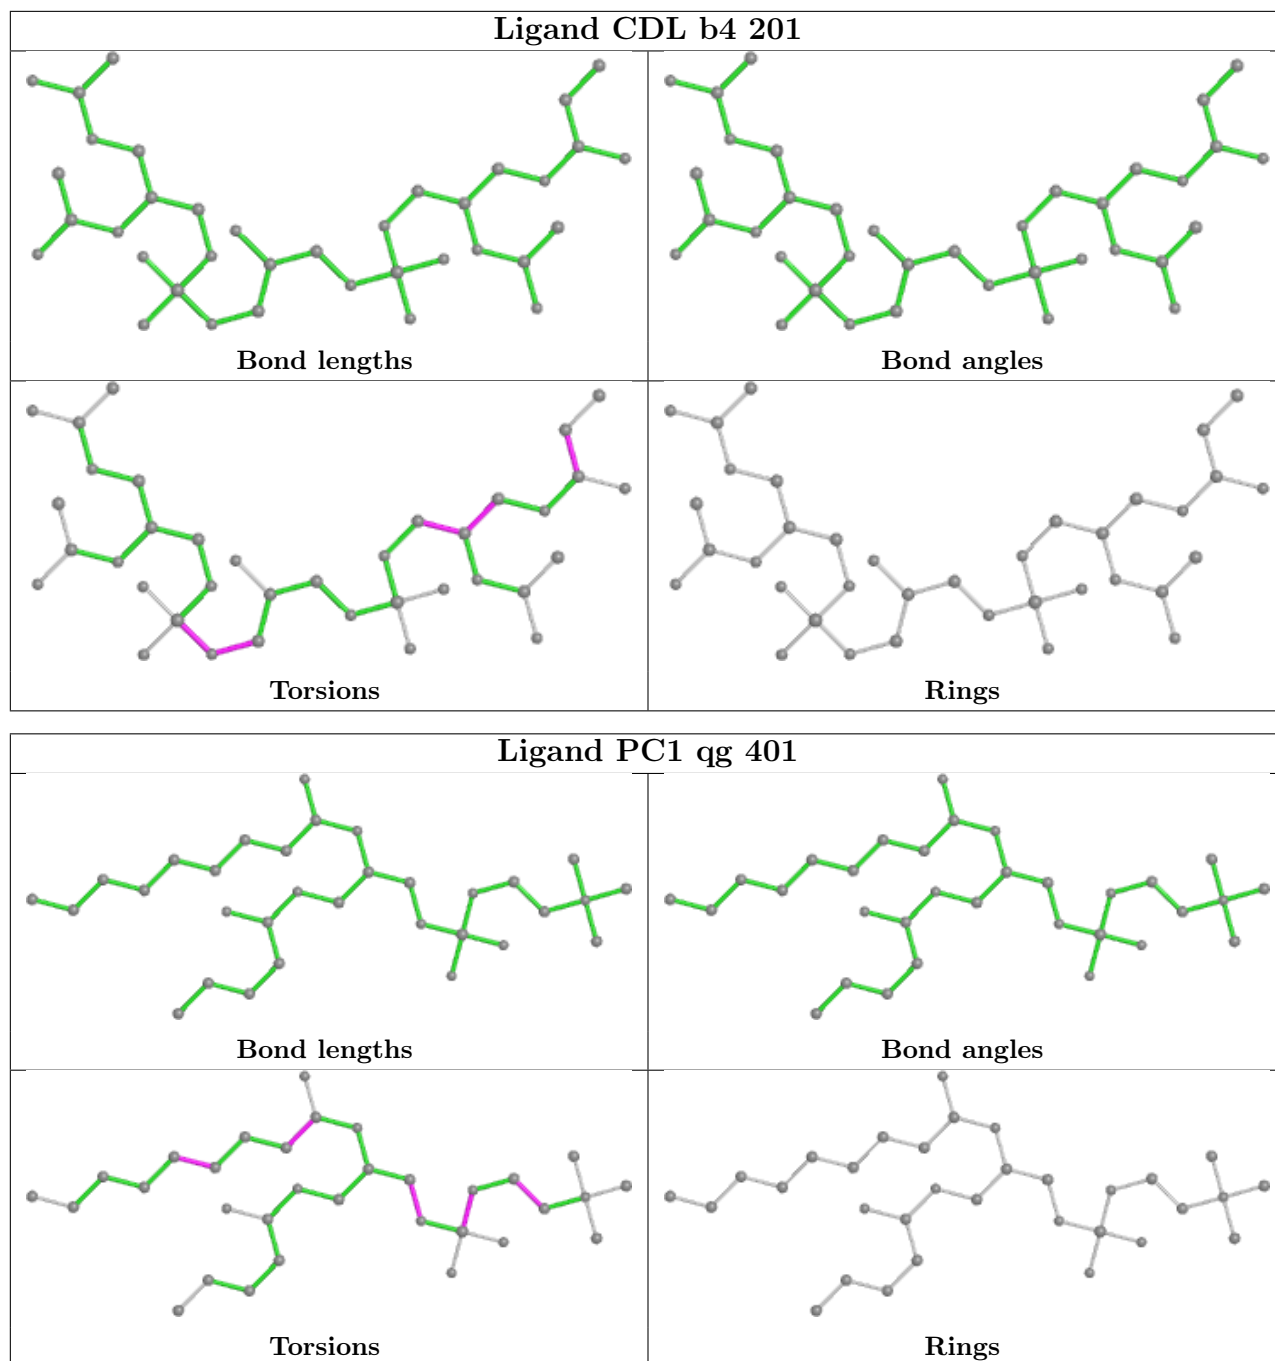 Ligand CDL b4 201
Bond lengths
Bond angles
Torsions
Rings
Ligand PC1 qg 401
Bond lengths
Bond angles
Torsions
Rings